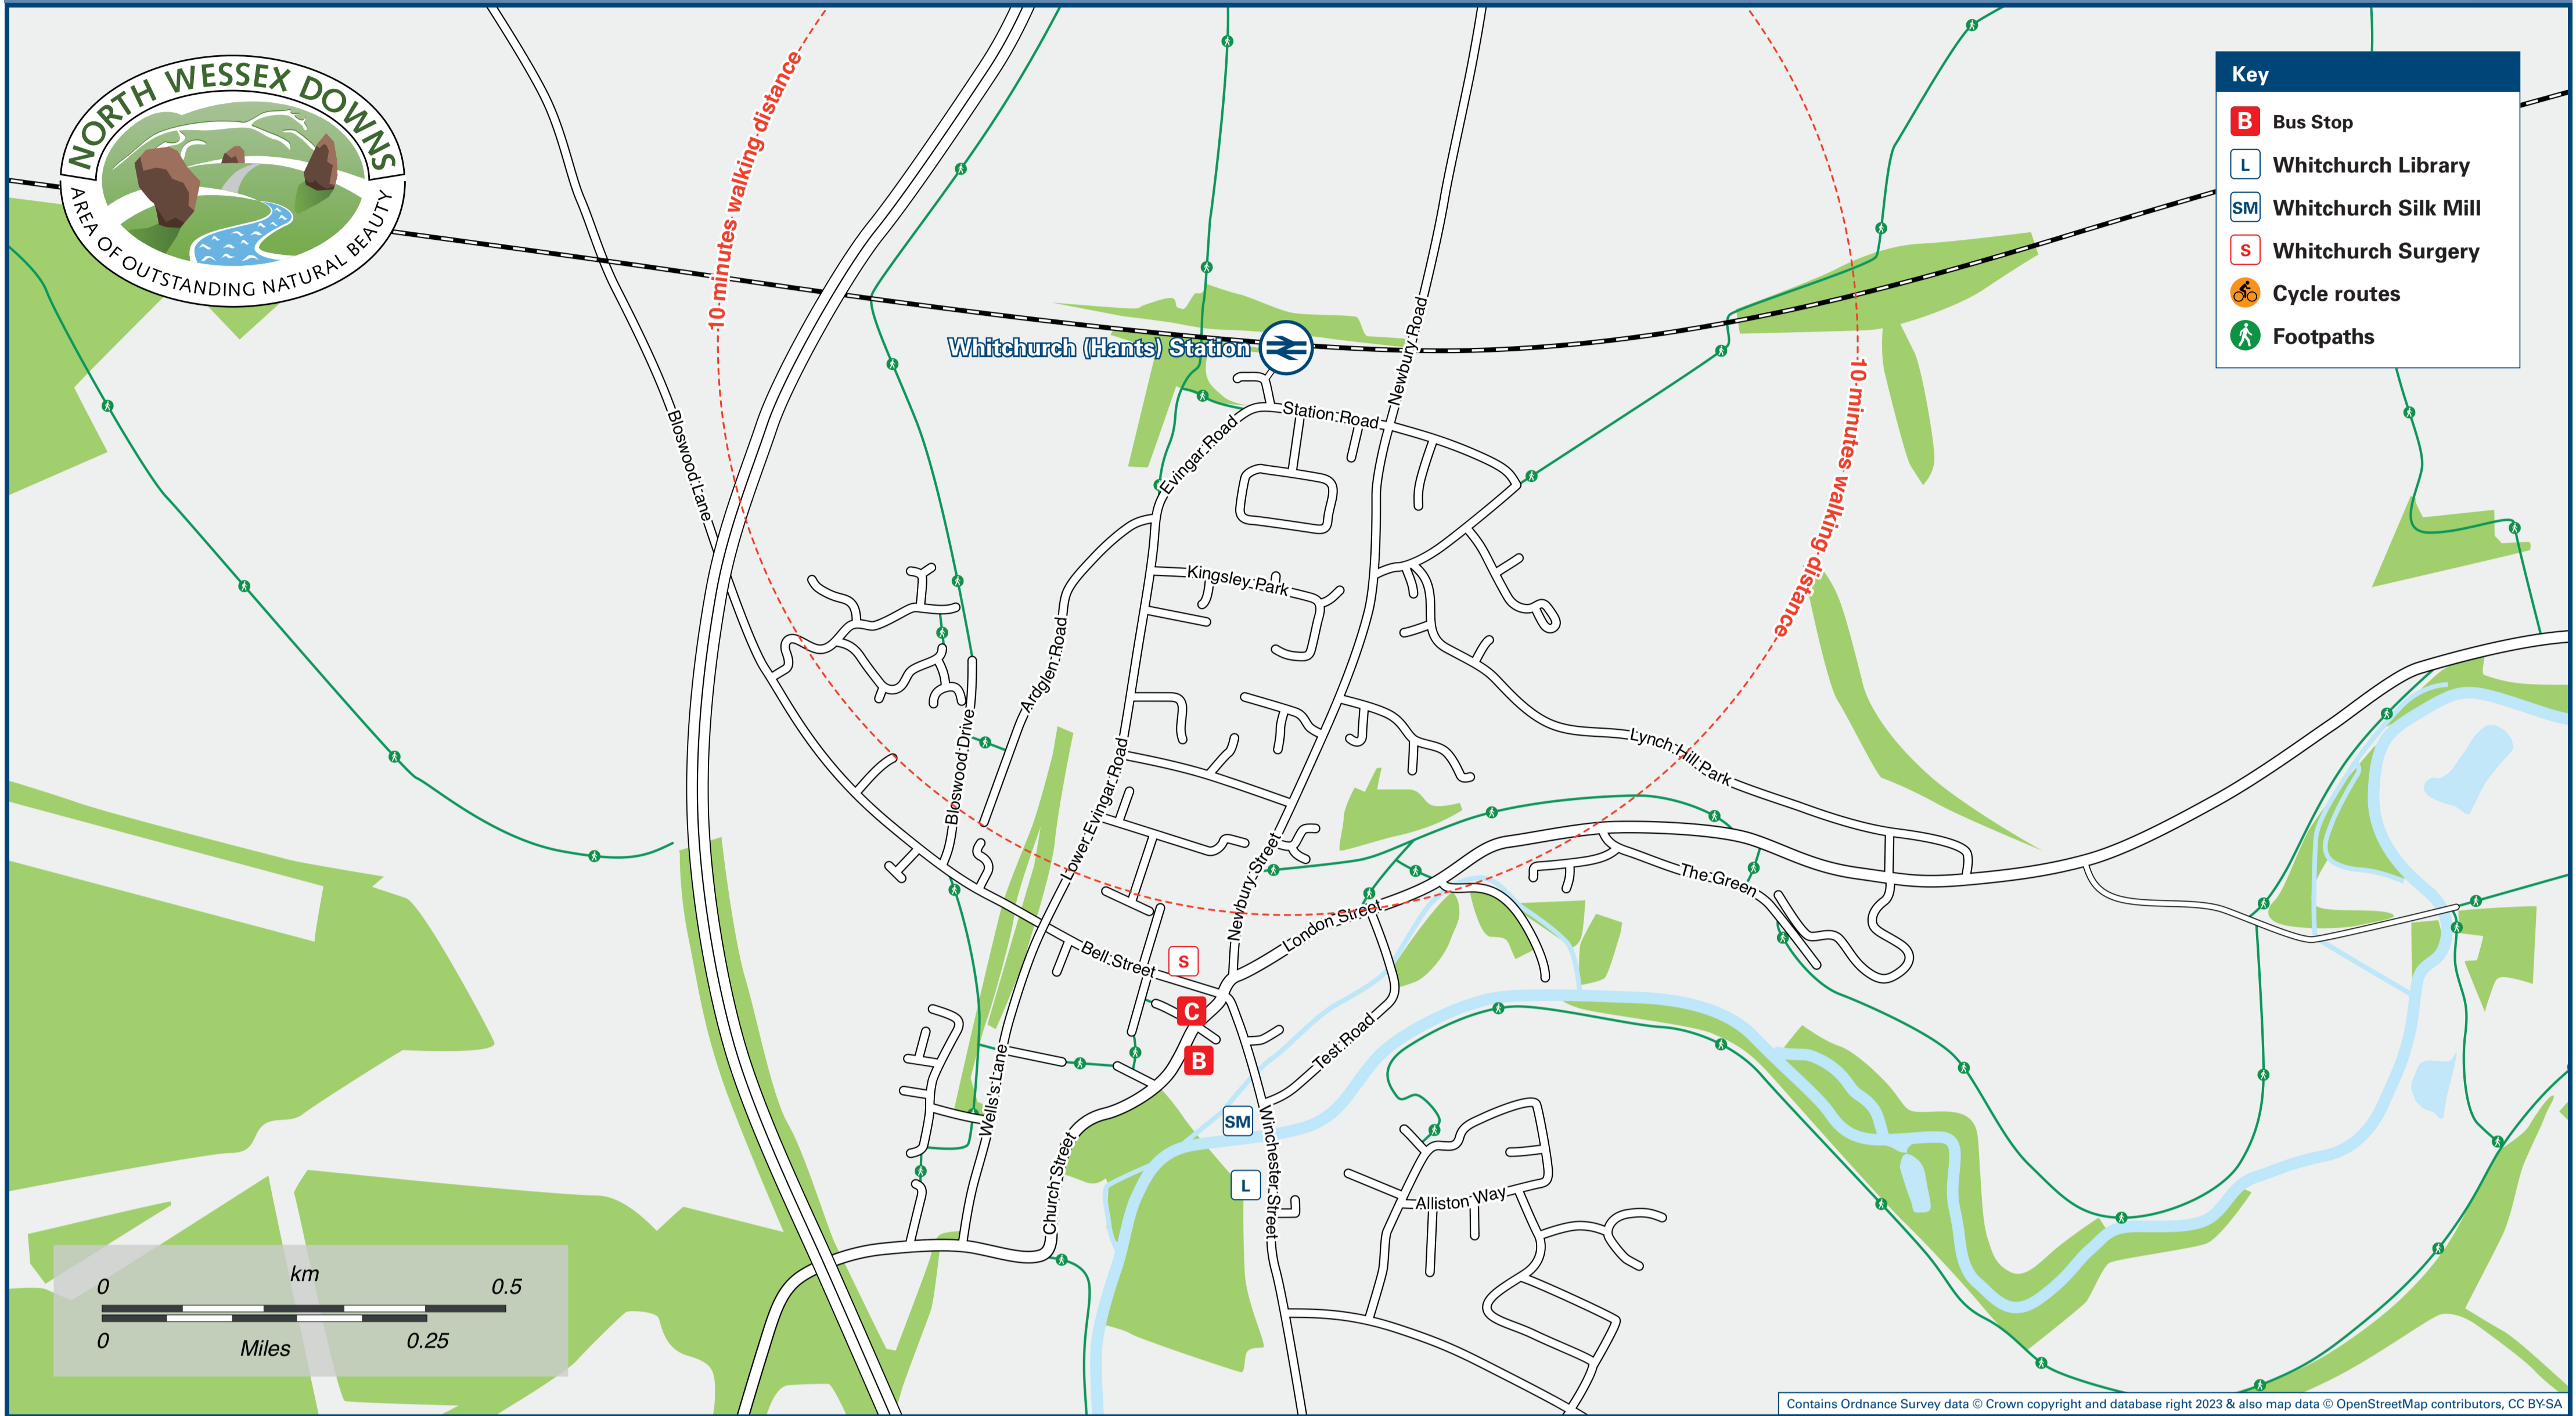 NORTH WESSEX DOWNS
AREA OF OUTSTANDING NATURAL BEAUTY
10 minutes walking distance
10 minutes walking distance
Key
B Bus Stop
L Whitchurch Library
SM Whitchurch Silk Mill
S Whitchurch Surgery
Cycle routes
Footpaths
Whitchurch (Hants) Station
Newbury Road
Station Road
Evingar Road
Bloswood Lane
Kingsley Park
Ardglen Road
Bloswood Drive
Lower Evingar Road
Lynch Hill Park
Newbury Street
The Green
London Street
Bell Street
S
C
B
Test Road
Wells's Lane
SM
Winchester Street
Church Street
L
Alliston Way
km
0 0.5
0 0.25
Miles
Contains Ordnance Survey data © Crown copyright and database right 2023 & also map data © OpenStreetMap contributors, CC BY-SA